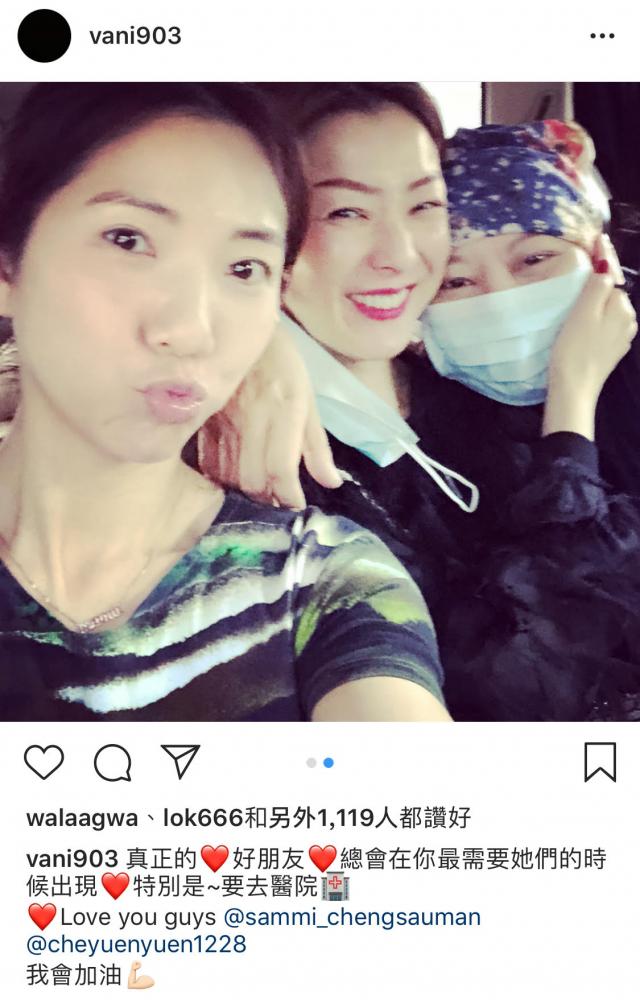 vani903
walaagwa、lok666和另外1,119人都讚好
vani903 真正的❤️好朋友❤️總會在你最需要她們的時
候出現❤️特別是~要去醫院🏥
❤️Love you guys @sammi_chengsauman
@cheyuenyuen1228
我會加油💪🏻